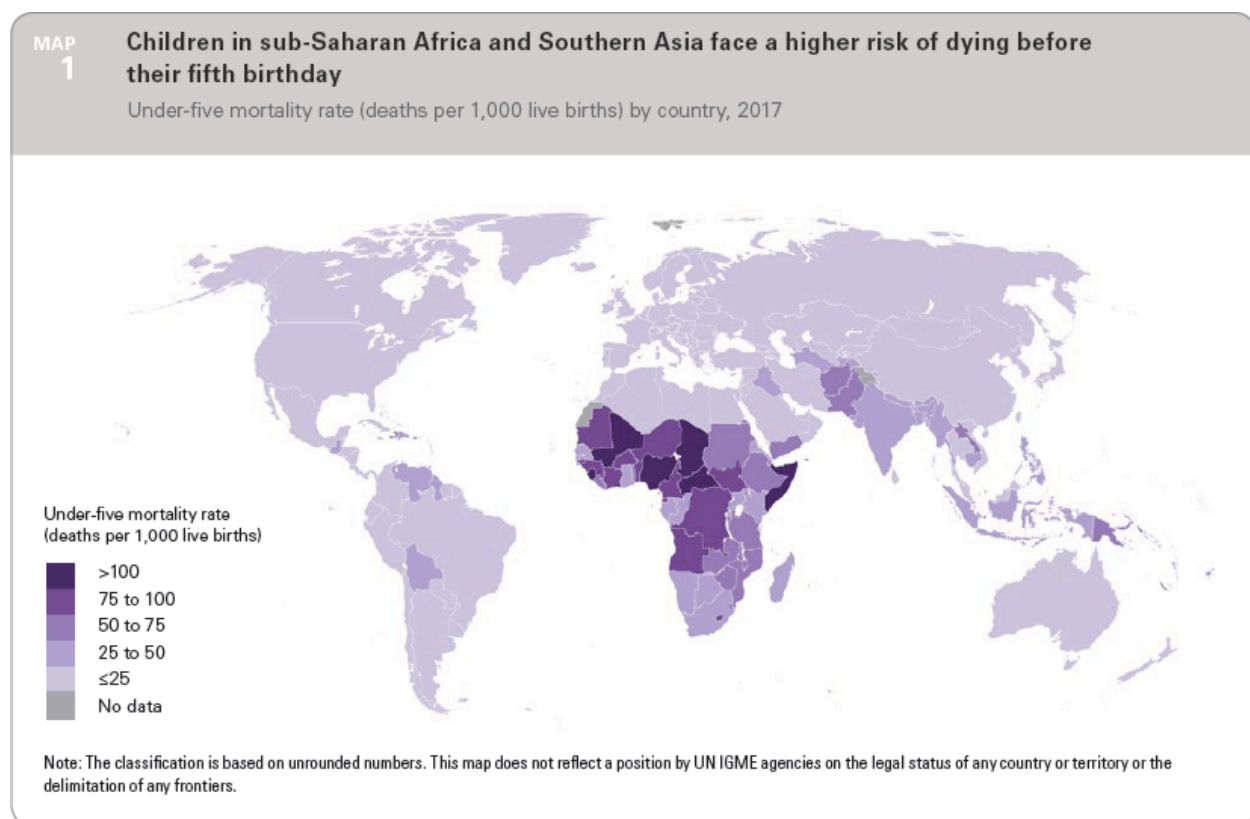 MAP
1
Children in sub-Saharan Africa and Southern Asia face a higher risk of dying before
their fifth birthday
Under-five mortality rate (deaths per 1,000 live births) by country, 2017
Under-five mortality rate
(deaths per 1,000 live births)
>100
75 to 100
50 to 75
25 to 50
≤25
No data
Note: The classification is based on unrounded numbers. This map does not reflect a position by UN IGME agencies on the legal status of any country or territory or the
delimitation of any frontiers.